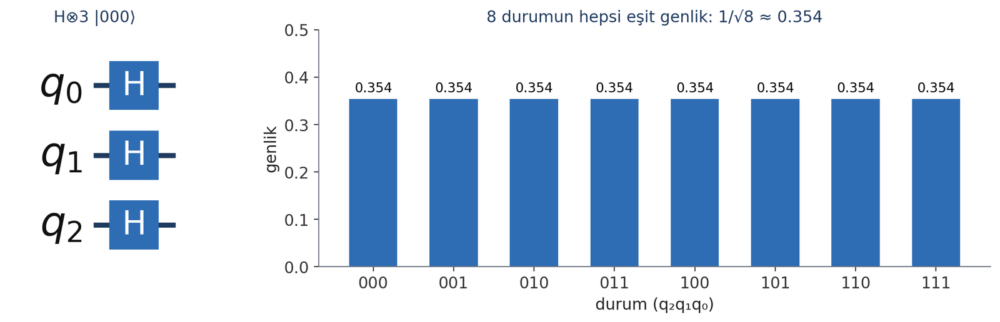 H⊗3 |000⟩
q₀ H
q₁ H
q₂ H
8 durumun hepsi eşit genlik: 1/√8 ≈ 0.354
genlik
0.5
0.4
0.3
0.2
0.1
0.0
0.354 0.354 0.354 0.354 0.354 0.354 0.354 0.354
000 001 010 011 100 101 110 111
durum (q₂q₁q₀)